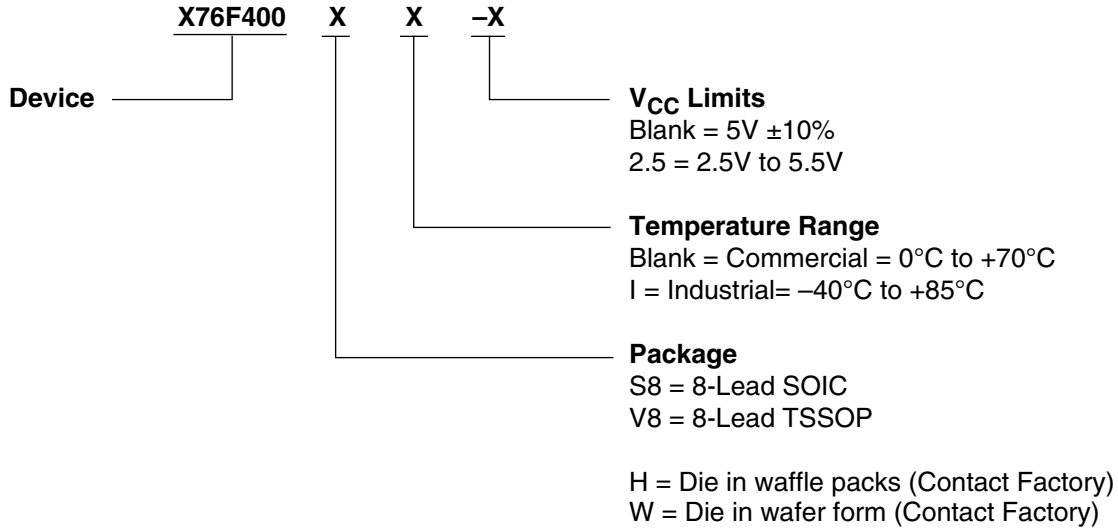 X76F400 X X –X
Device
VCC Limits
Blank = 5V ±10%
2.5 = 2.5V to 5.5V
Temperature Range
Blank = Commercial = 0°C to +70°C
I = Industrial= –40°C to +85°C
Package
S8 = 8-Lead SOIC
V8 = 8-Lead TSSOP
H = Die in waffle packs (Contact Factory)
W = Die in wafer form (Contact Factory)